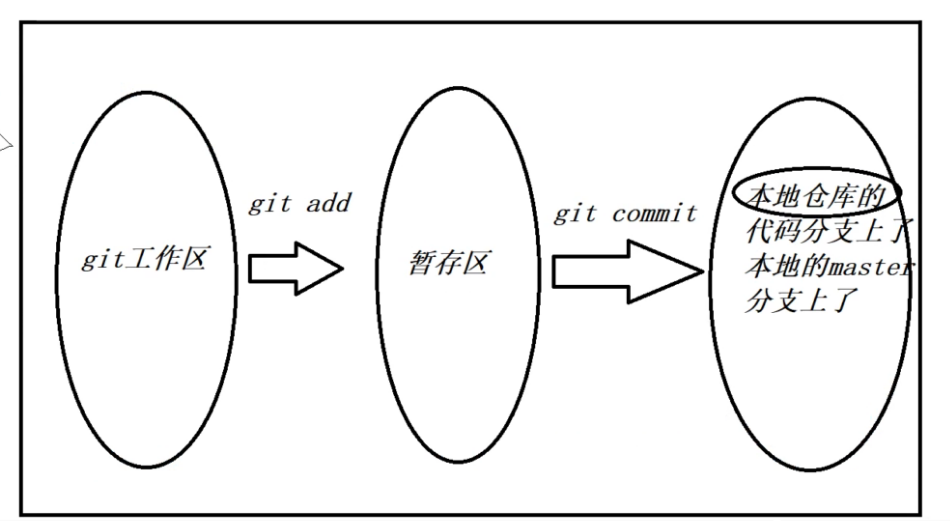 git add
git commit
git工作区
暂存区
本地仓库的
代码分支上了
本地的master
分支上了